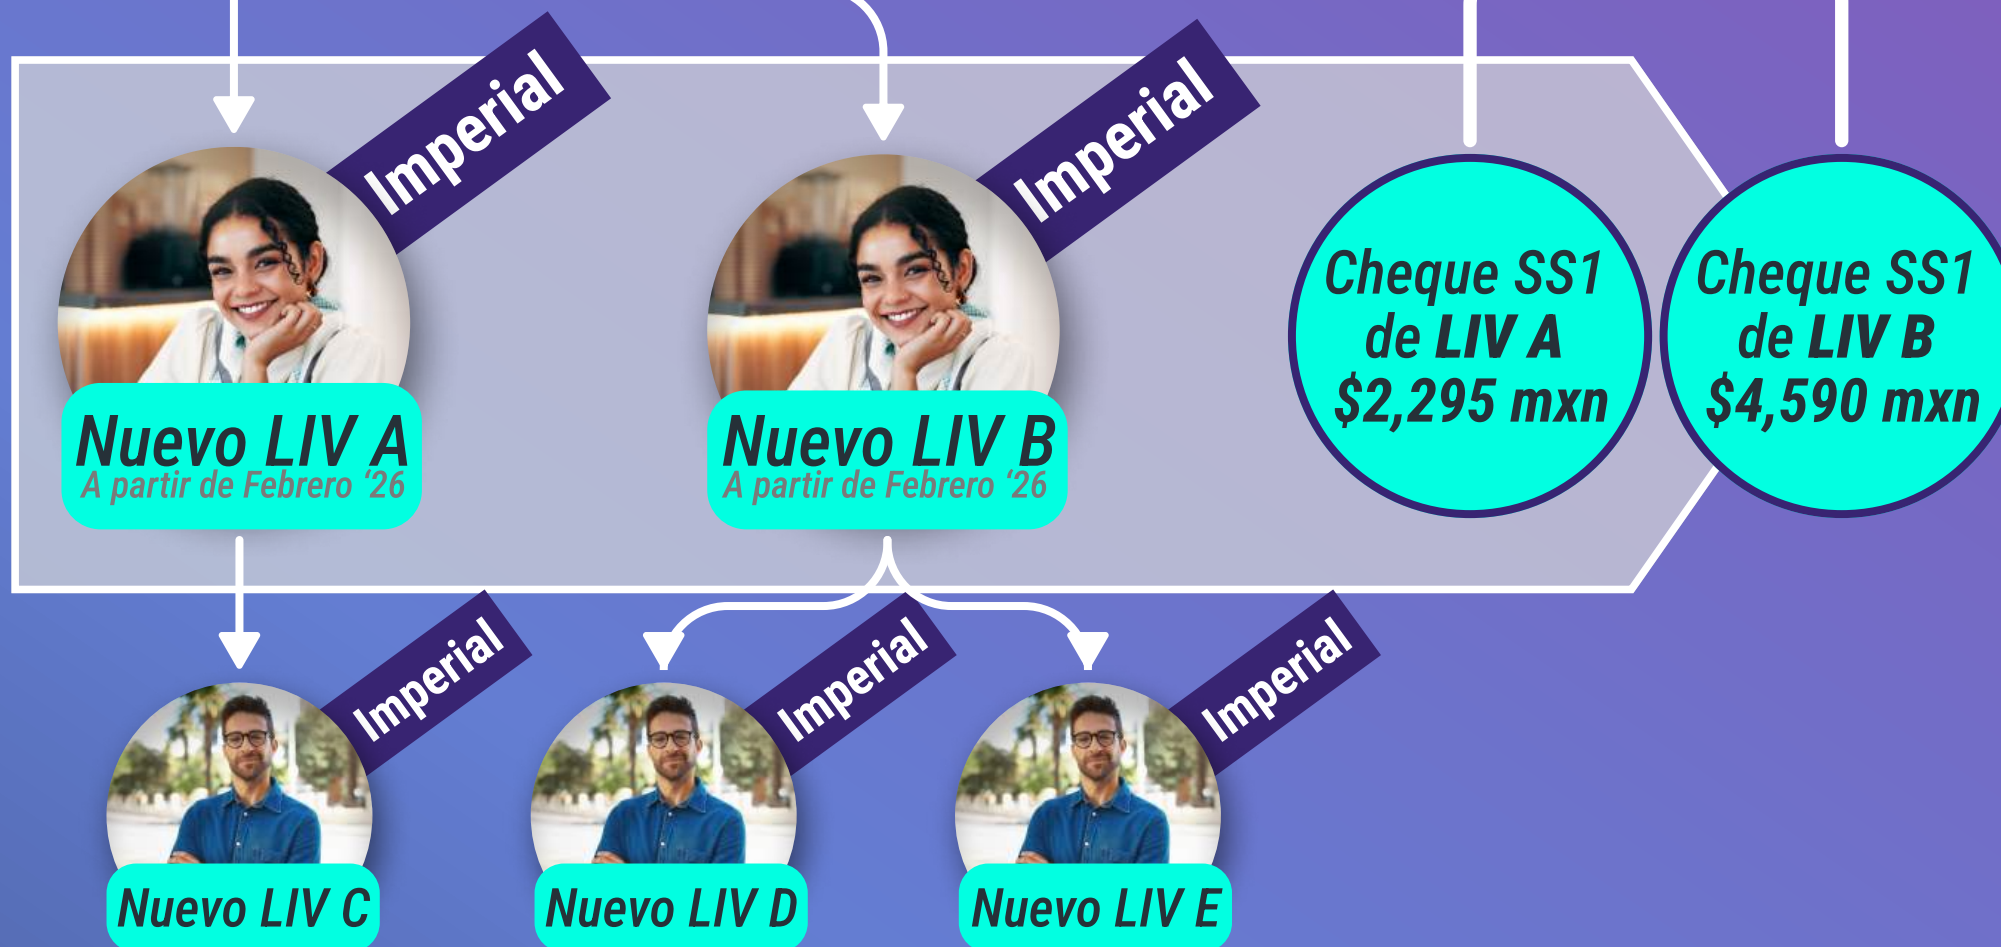 Imperial
Imperial
Nuevo LIV A
A partir de Febrero ‘26
Nuevo LIV B
A partir de Febrero ‘26
Cheque SS1
de LIV A
$2,295 mxn
Cheque SS1
de LIV B
$4,590 mxn
Imperial
Imperial
Imperial
Nuevo LIV C
Nuevo LIV D
Nuevo LIV E